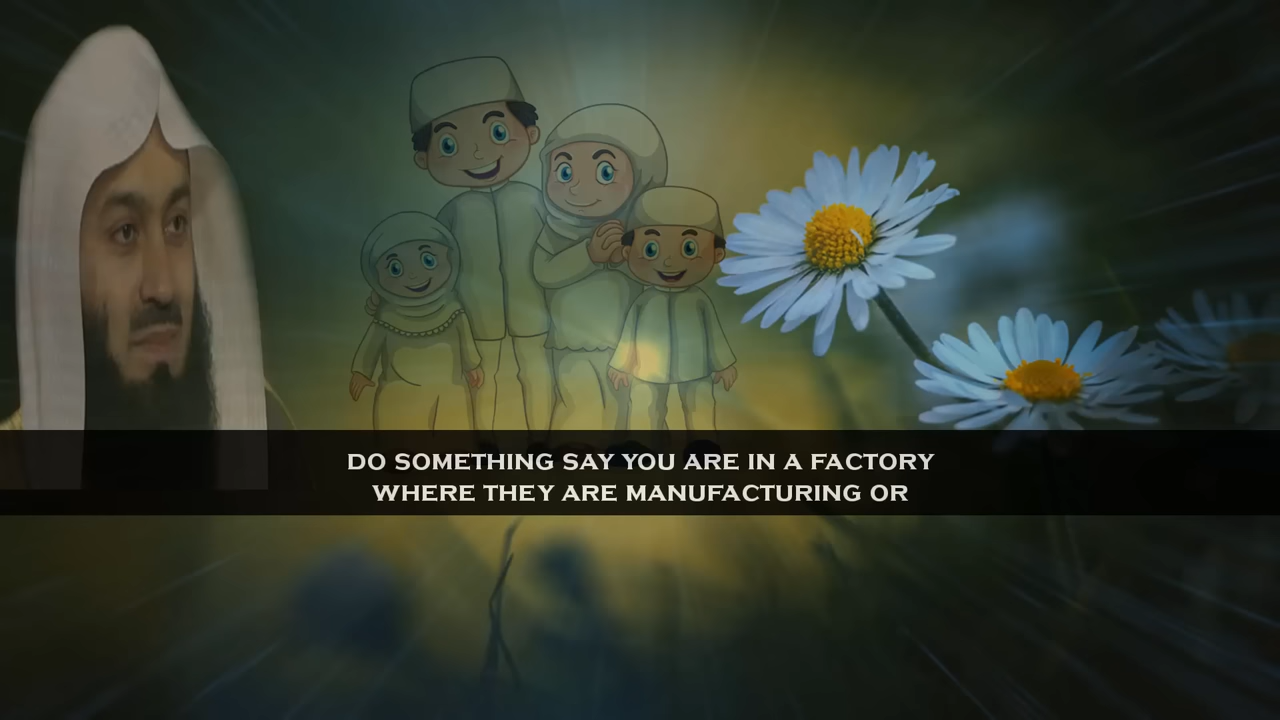 DO SOMETHING SAY YOU ARE IN A FACTORY
WHERE THEY ARE MANUFACTURING OR